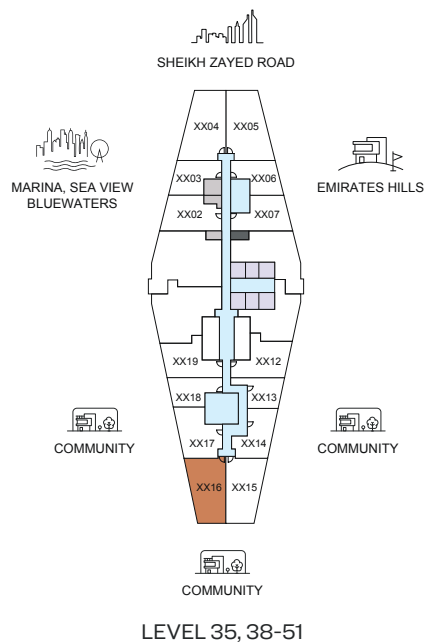 SHEIKH ZAYED ROAD
XX04
XX05
XX03
XX06
MARINA, SEA VIEW
BLUEWATERS
EMIRATES HILLS
XX02
XX07
XX19
XX12
XX18
XX13
COMMUNITY
COMMUNITY
XX17
XX14
XX16
XX15
COMMUNITY
LEVEL 35, 38-51